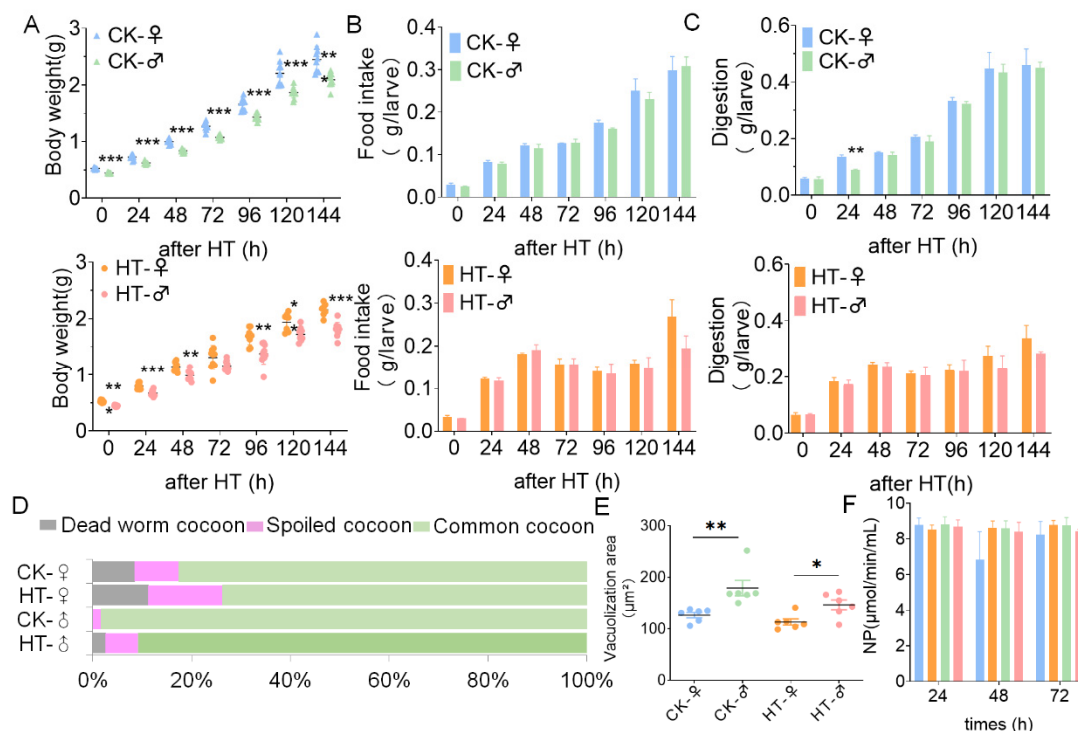 A
Body weight(g)
3
2
1
0
CK-♀
CK-♂
*** *** *** *** *** *** ** *
0 24 48 72 96 120 144
after HT (h)
B
Food intake
( g/larve)
0.4
0.3
0.2
0.1
0.0
CK-♀
CK-♂
0 24 48 72 96 120 144
after HT (h)
C
Digestion
( g/larve)
0.6
0.4
0.2
0.0
CK-♀
CK-♂
**
0 24 48 72 96 120 144
after HT (h)
Body weight(g)
3
2
1
0
HT-♀
HT-♂
** * *** ** ** * * ***
0 24 48 72 96 120 144
after HT (h)
Food intake
( g/larve)
0.4
0.3
0.2
0.1
0.0
HT-♀
HT-♂
0 24 48 72 96 120 144
after HT (h)
Digestion
( g/larve)
0.6
0.4
0.2
0.0
HT-♀
HT-♂
0 24 48 72 96 120 144
after HT(h)
D
Dead worm cocoon Spoiled cocoon Common cocoon
CK-♀
HT-♀
CK-♂
HT-♂
0% 20% 40% 60% 80% 100%
E
Vacuolization area
(µm²)
300
200
100
0
** *
CK-♀ CK-♂ HT-♀ HT-♂
F
NP(µmol/min/mL)
10
8
6
4
2
0
24 48 72
times (h)